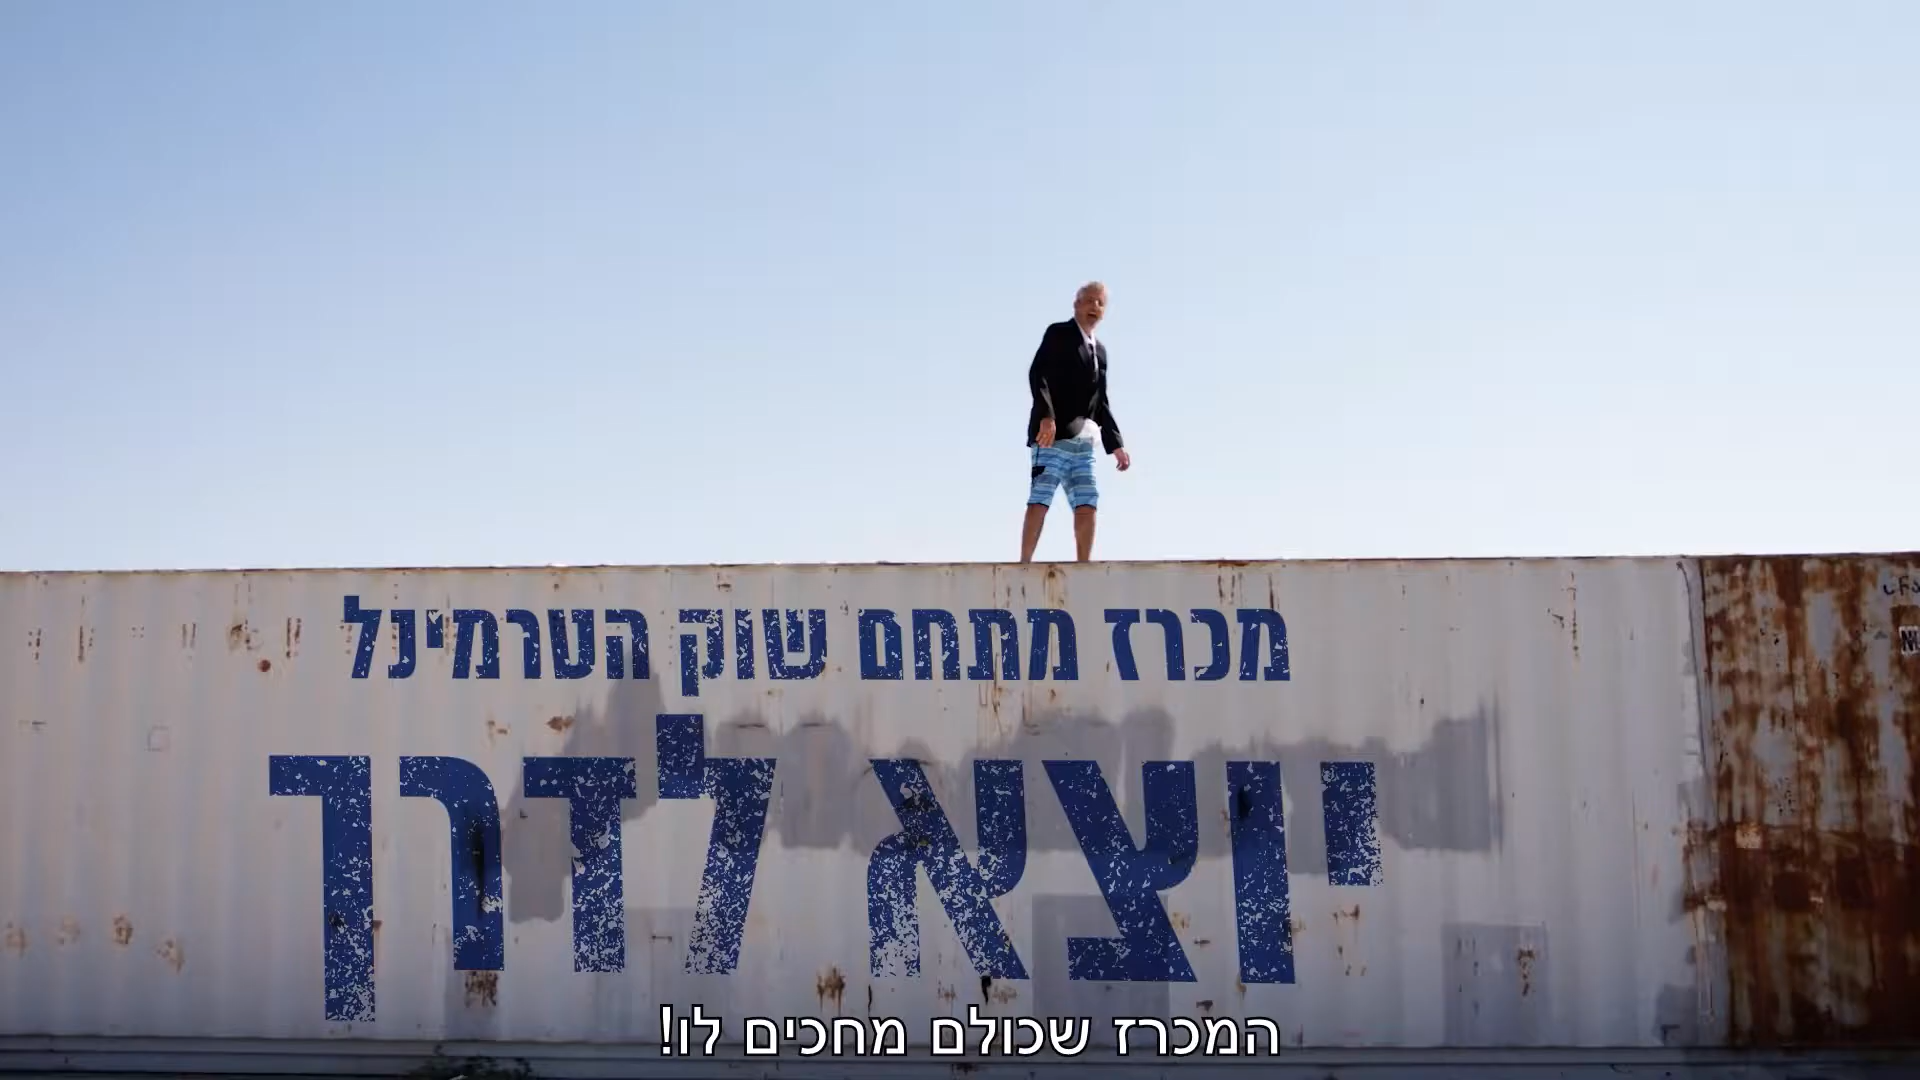 מכרז מתחם שוק הטרמינל
יוצא לדרך
המכרז שכולם מחכים לו!